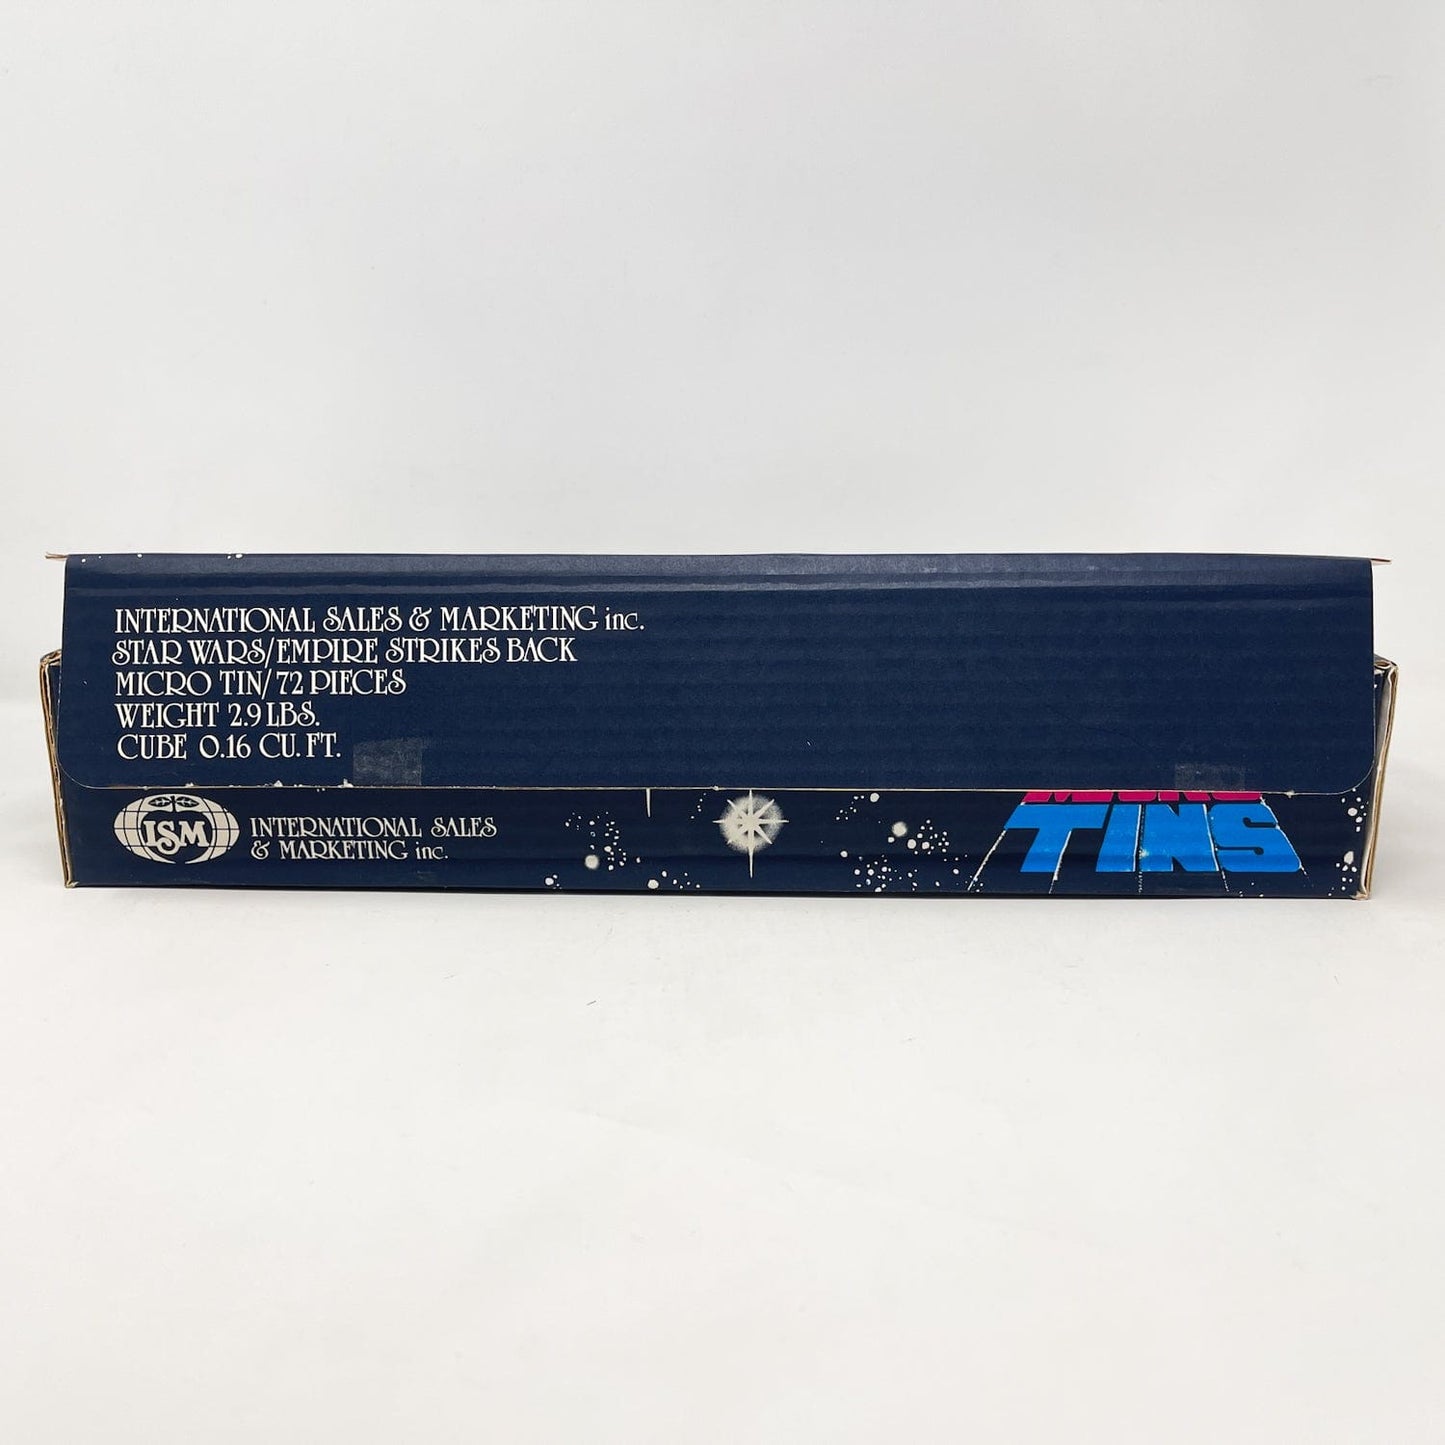 INTERNATIONAL SALES & MARKETING inc.
STAR WARS/EMPIRE STRIKES BACK
MICRO TIN/72 PIECES
WEIGHT 2.9 LBS.
CUBE 0.16 CU. FT.
ISM
INTERNATIONAL SALES
& MARKETING inc.
MICRO
TINS